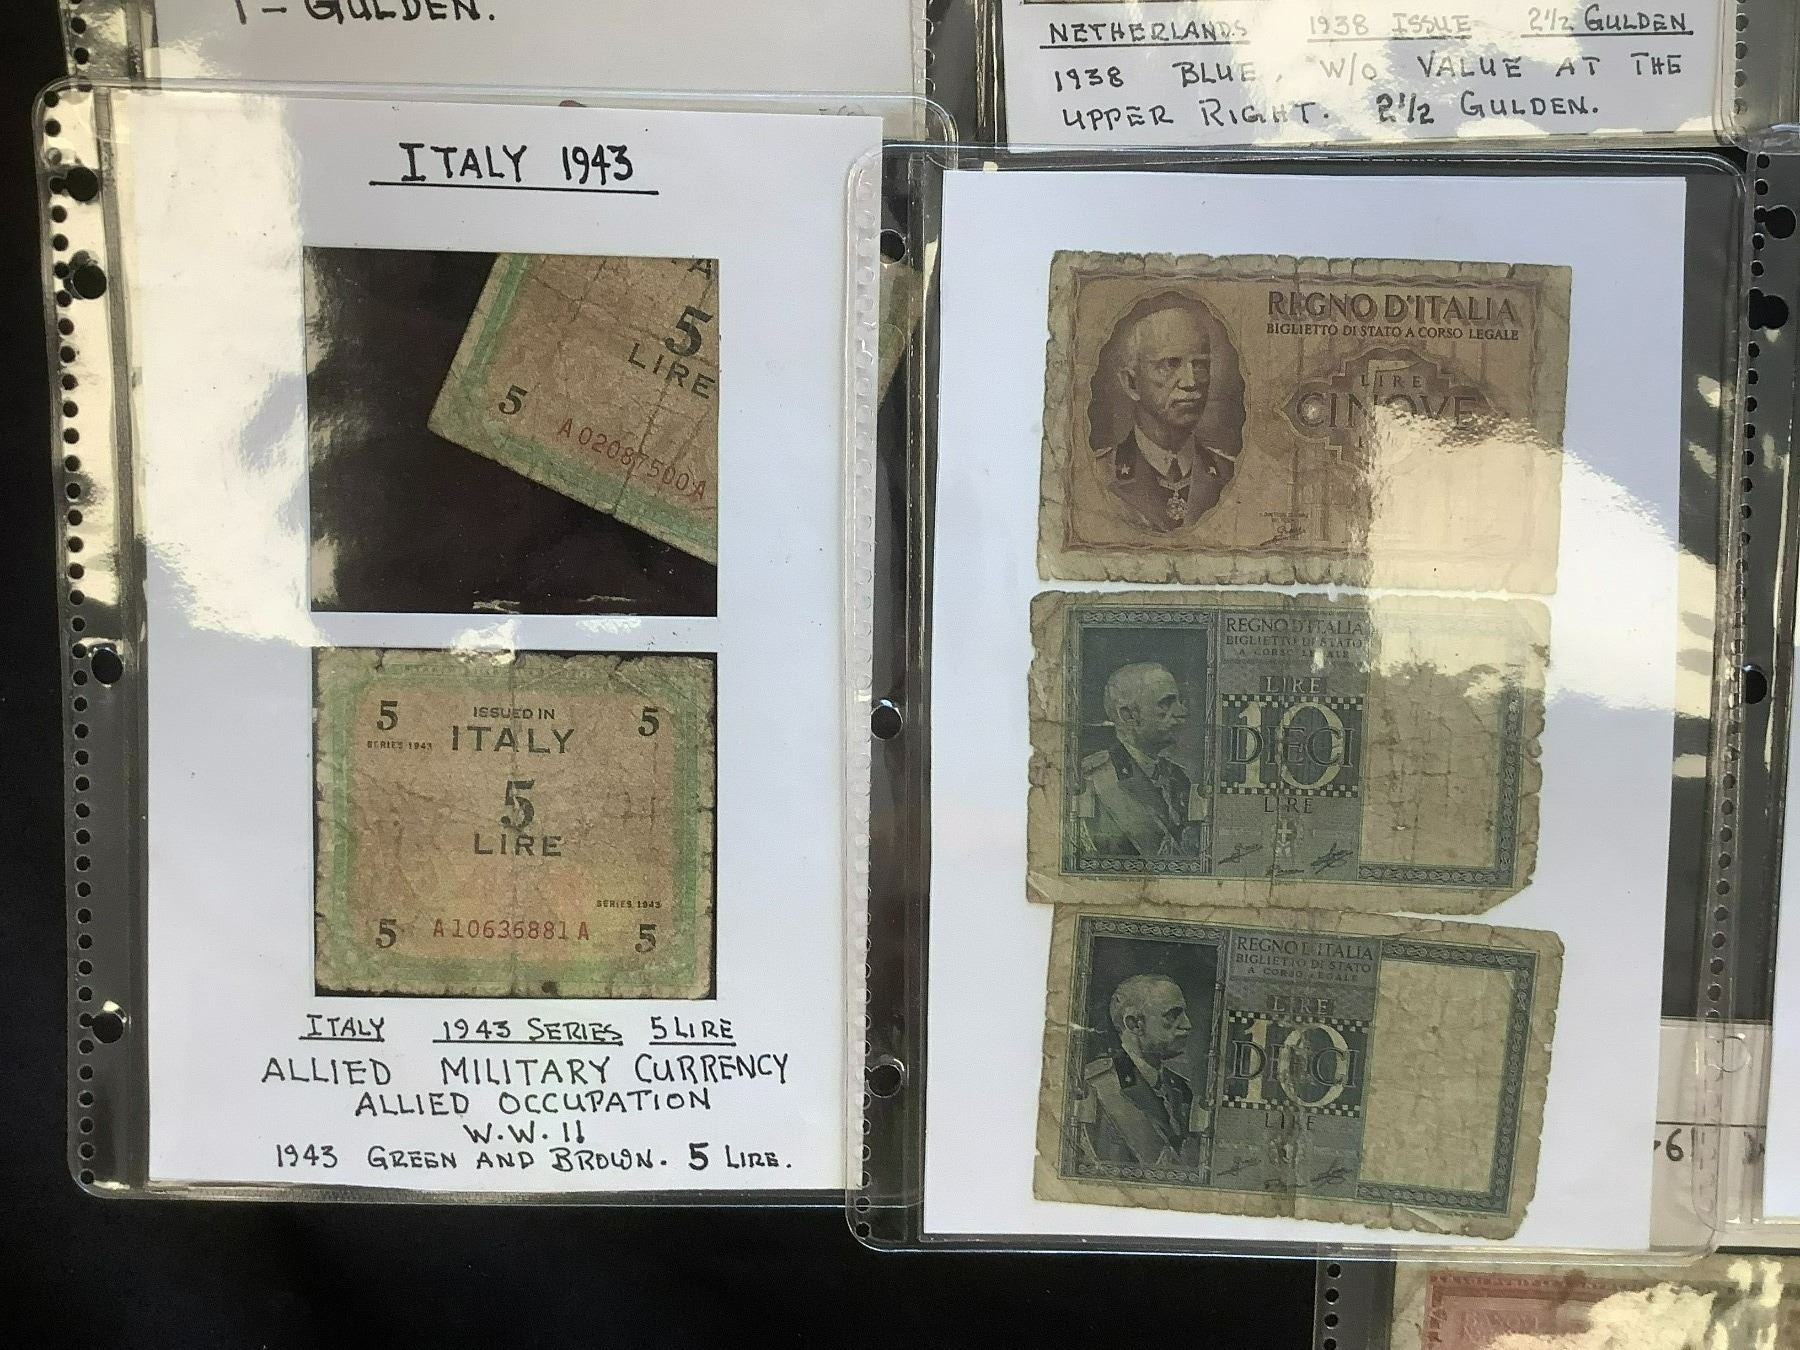 1 - GULDEN.
NETHERLANDS 1938 ISSUE 2½ GULDEN
1938 BLUE, W/O VALUE AT THE
UPPER RIGHT. 2½ GULDEN.
ITALY 1943
5
LIRE
5
A 02087500 A
5 ISSUED IN 5
SERIES 1943 ITALY
5
LIRE
SERIES 1943
5 A 10636881 A 5
ITALY 1943 SERIES 5 LIRE
ALLIED MILITARY CURRENCY
ALLIED OCCUPATION
W.W. II
1943 GREEN AND BROWN. 5 LIRE.
REGNO D'ITALIA
BIGLIETTO DI STATO A CORSO LEGALE
LIRE
CINQVE
REGNO D'ITALIA
BIGLIETTO DI STATO
A CORSO LEGALE
LIRE
10
DIECI
LIRE
REGNO D'ITALIA
BIGLIETTO DI STATO
A CORSO LEGALE
LIRE
10
DIECI
LIRE